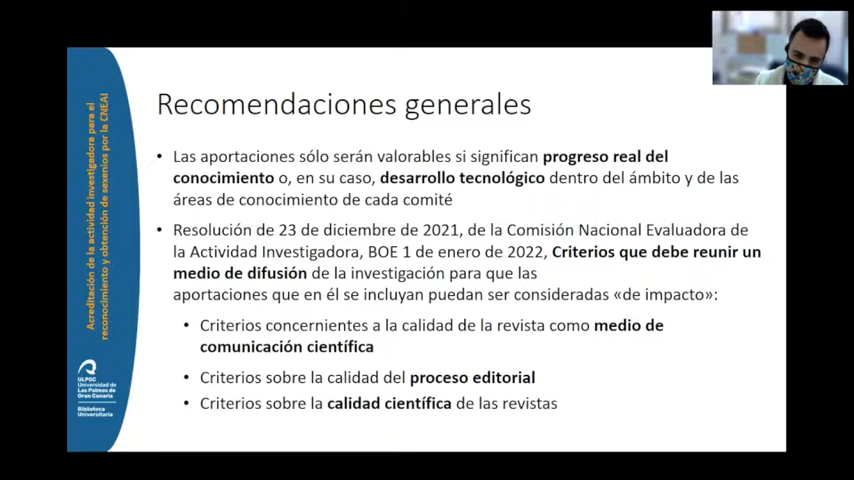 Acreditación de la actividad investigadora para el
reconocimiento y obtención de sexenios por la CNEAI
Recomendaciones generales
• Las aportaciones sólo serán valorables si significan progreso real del
conocimiento o, en su caso, desarrollo tecnológico dentro del ámbito y de las
áreas de conocimiento de cada comité
• Resolución de 23 de diciembre de 2021, de la Comisión Nacional Evaluadora de
la Actividad Investigadora, BOE 1 de enero de 2022, Criterios que debe reunir un
medio de difusión de la investigación para que las
aportaciones que en él se incluyan puedan ser consideradas «de impacto»:
• Criterios concernientes a la calidad de la revista como medio de
comunicación científica
• Criterios sobre la calidad del proceso editorial
• Criterios sobre la calidad científica de las revistas
ULPGC
Universidad de
Las Palmas de
Gran Canaria
Biblioteca
Universitaria